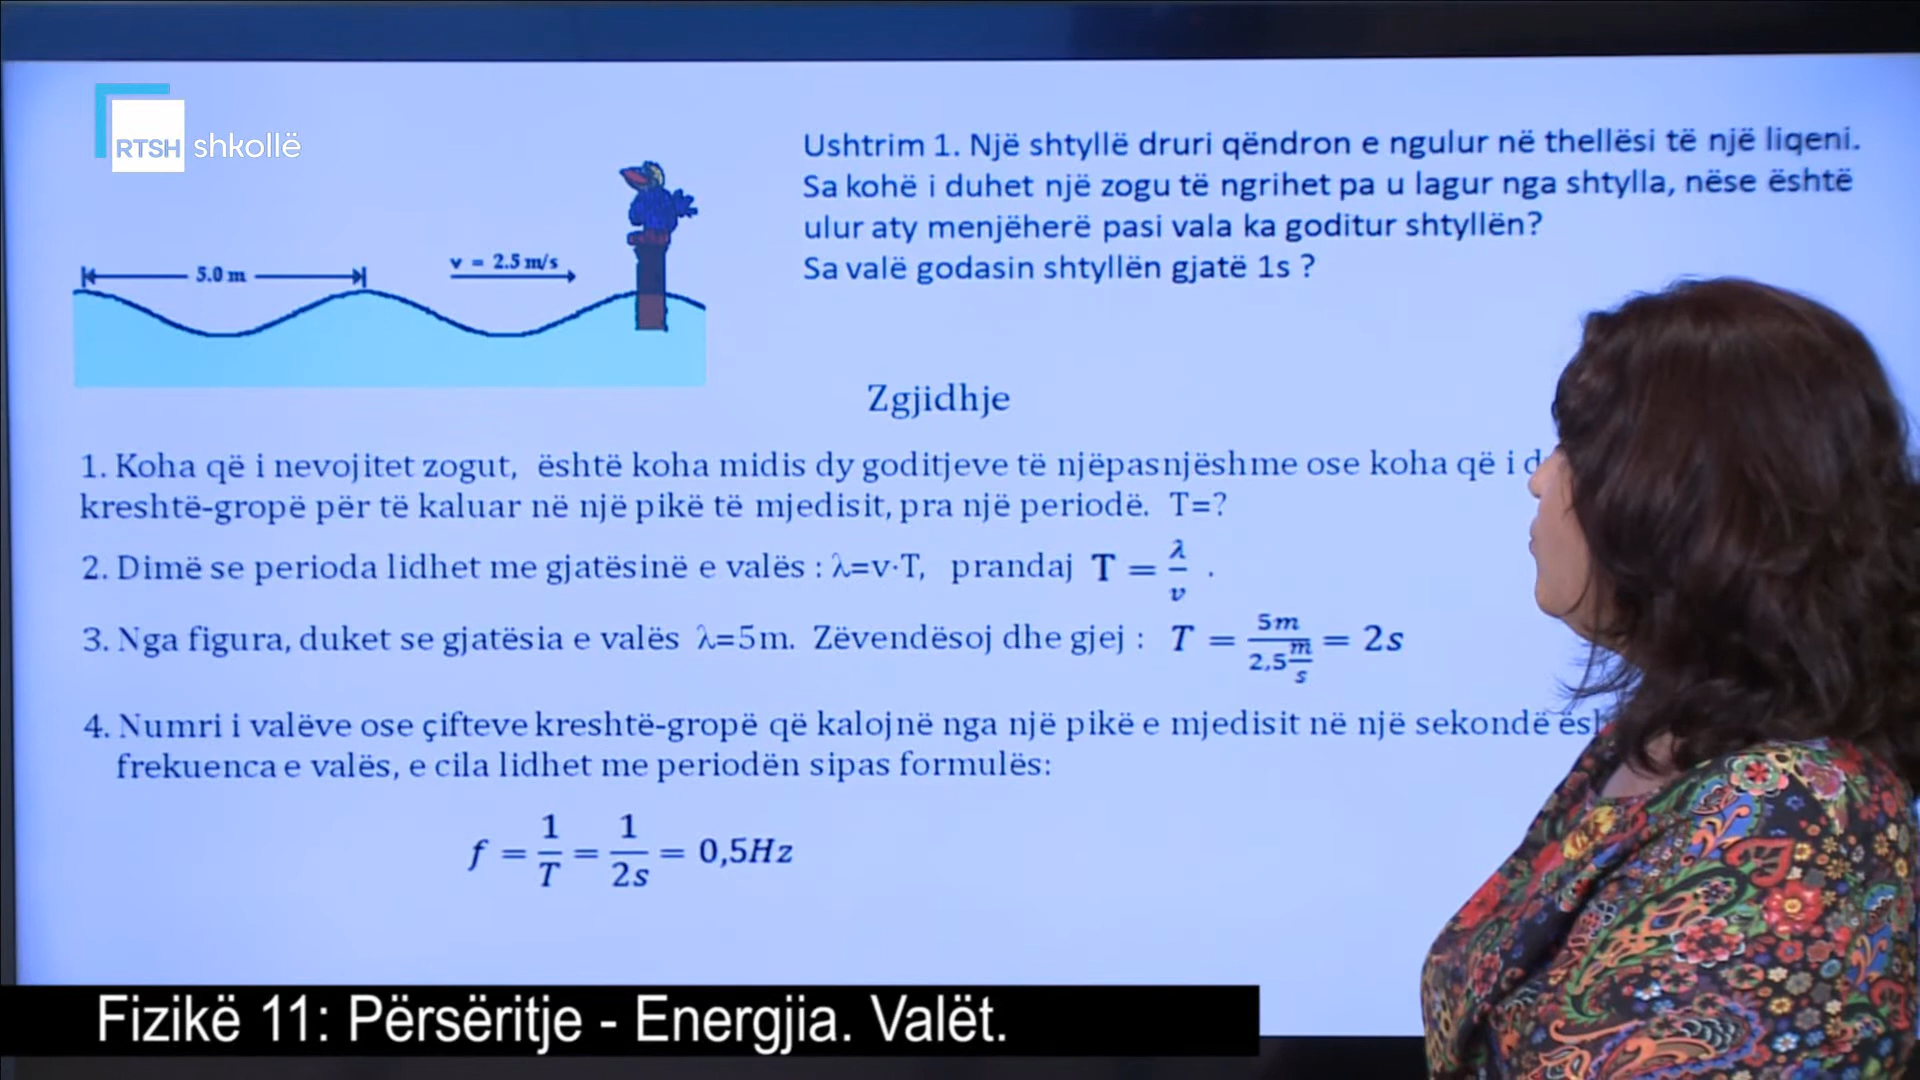 RTSH shkollë
Ushtrim 1. Një shtyllë druri qëndron e ngulur në thellësi të një liqeni.
Sa kohë i duhet një zogu të ngrihet pa u lagur nga shtylla, nëse është
ulur aty menjëherë pasi vala ka goditur shtyllën?
Sa valë godasin shtyllën gjatë 1s ?
5.0 m
v = 2.5 m/s
Zgjidhje
1. Koha që i nevojitet zogut, është koha midis dy goditjeve të njëpasnjëshme ose koha që i
kreshtë-gropë për të kaluar në një pikë të mjedisit, pra një periodë. T=?
2. Dimë se perioda lidhet me gjatësinë e valës : λ=v·T, prandaj T = λ/v .
3. Nga figura, duket se gjatësia e valës λ=5m. Zëvendësoj dhe gjej : T = 5m/2,5 m/s = 2s
4. Numri i valëve ose çifteve kreshtë-gropë që kalojnë nga një pikë e mjedisit në një sekondë
frekuenca e valës, e cila lidhet me periodën sipas formulës:
f = 1/T = 1/2s = 0,5Hz
Fizikë 11: Përsëritje - Energjia. Valët.